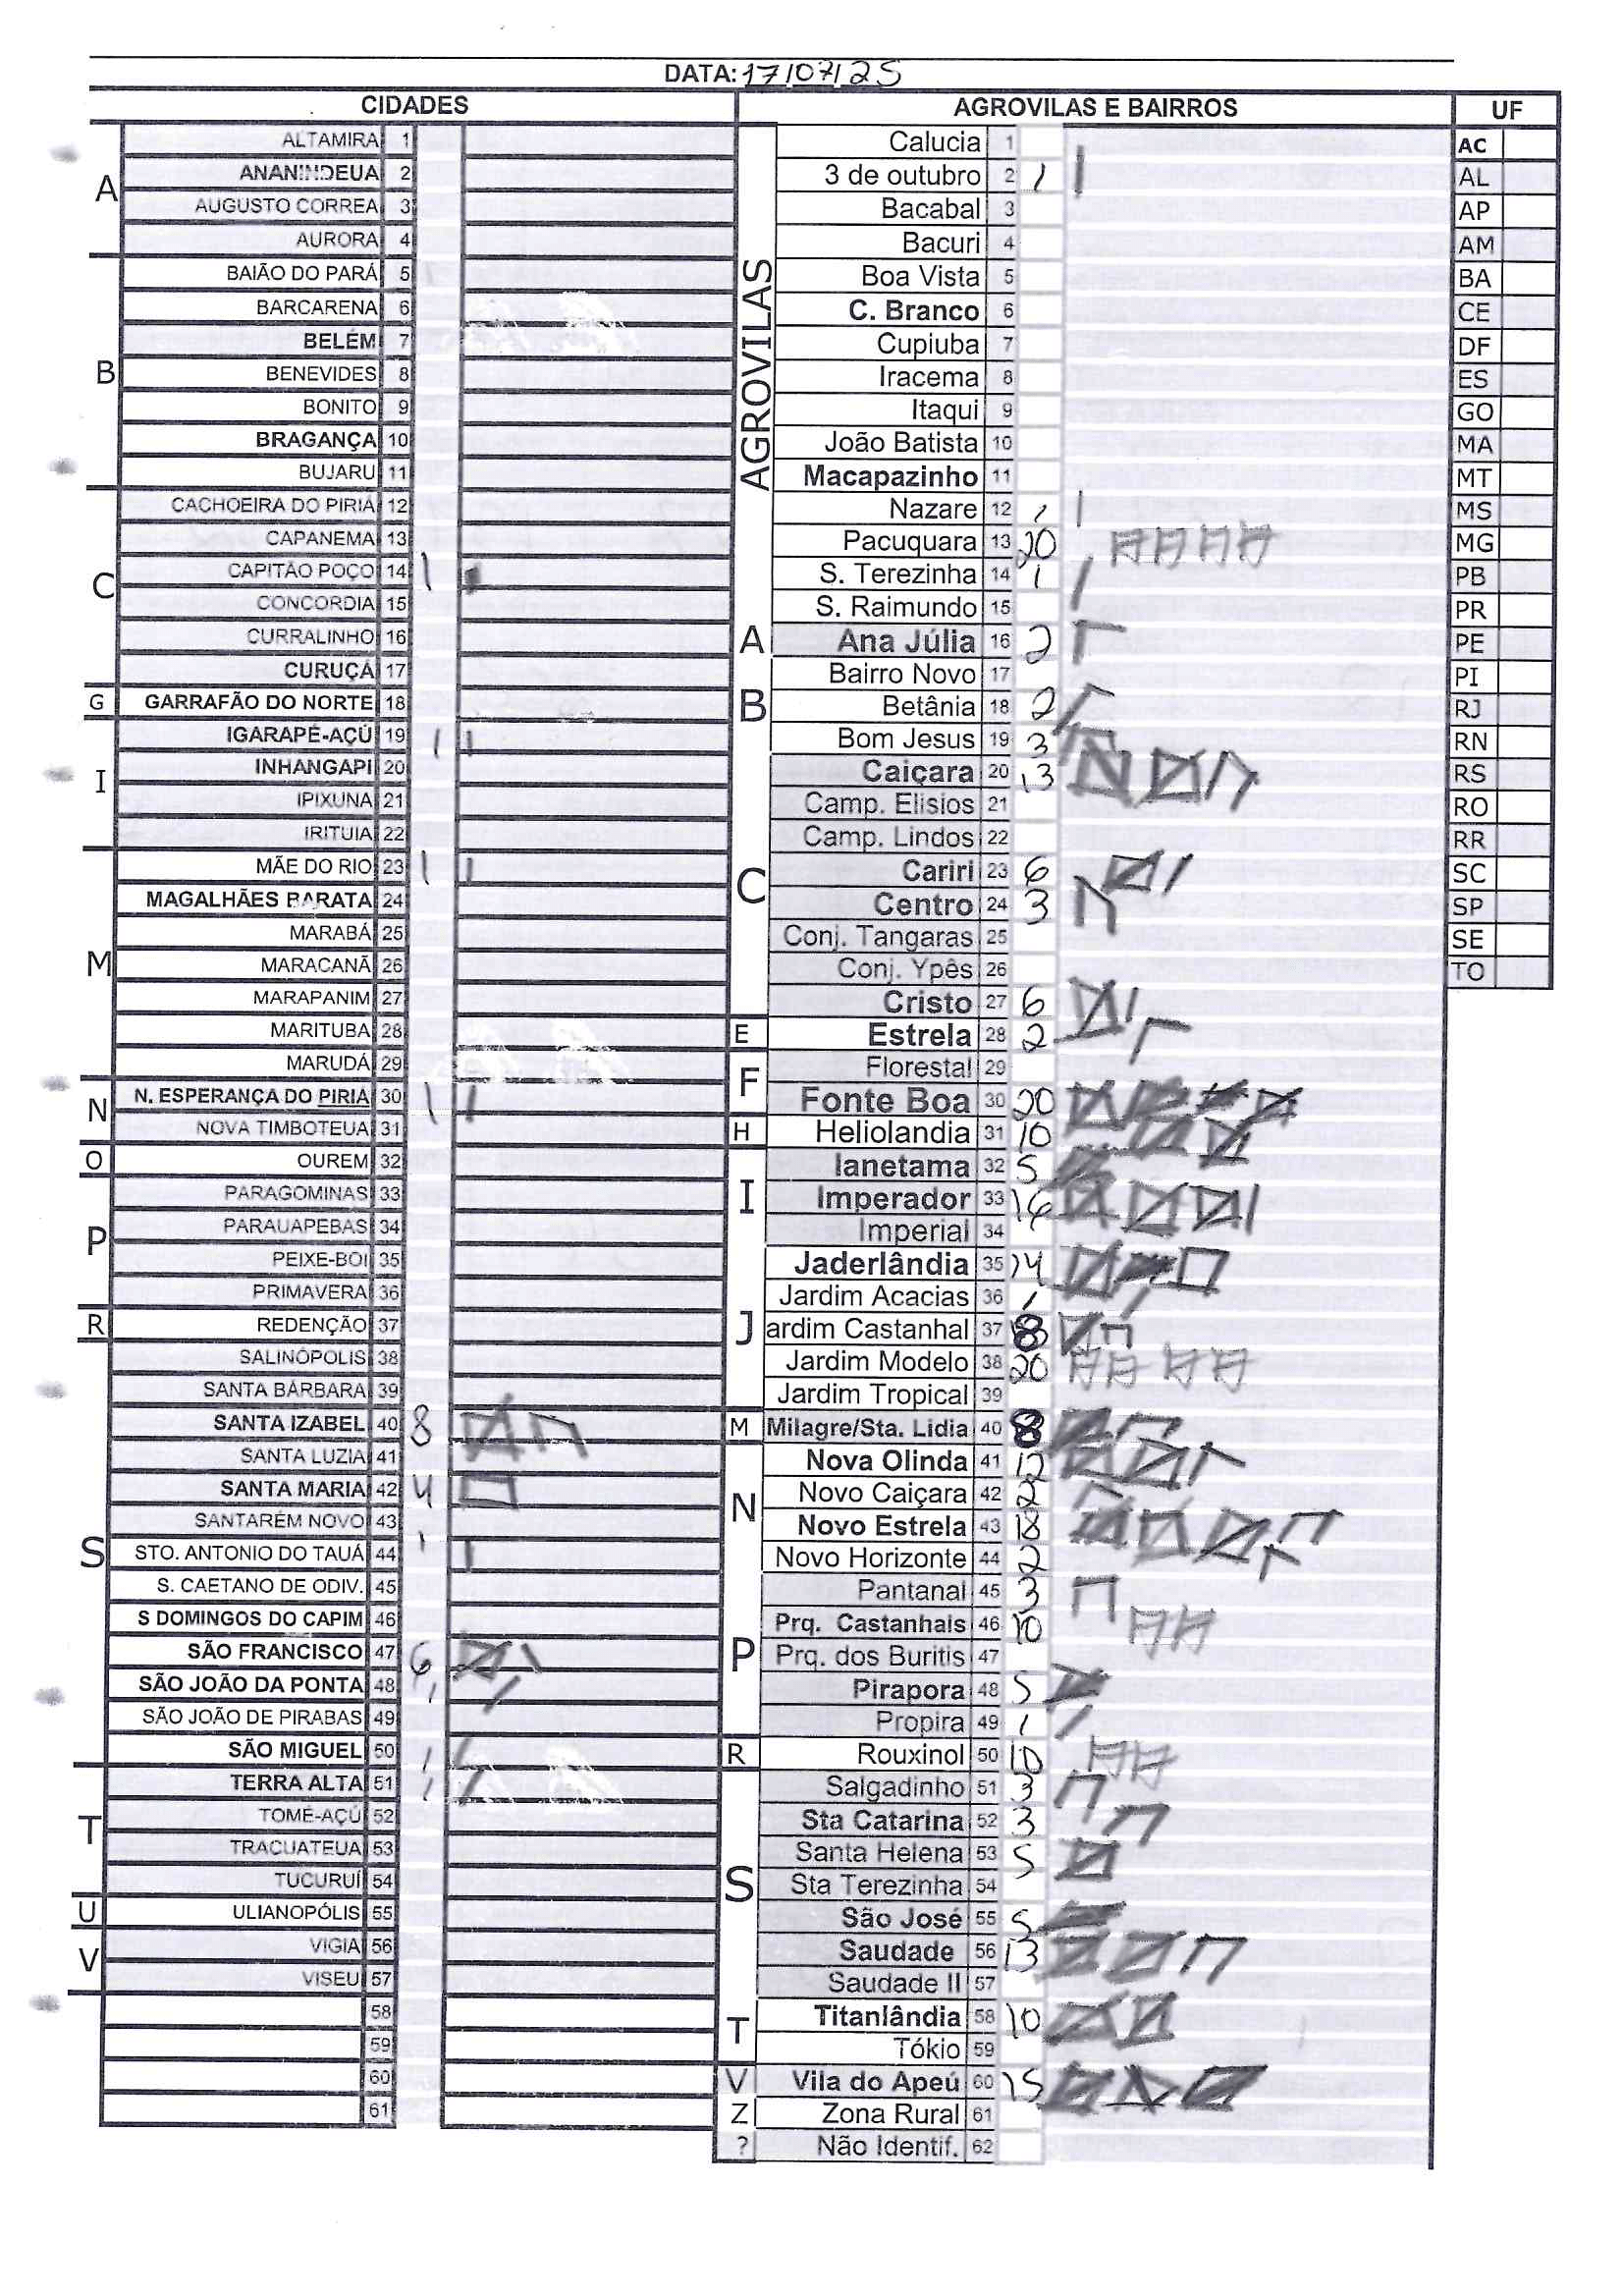 DATA: 17/07/25
CIDADES
A
ALTAMIRA 1
ANANINDEUA 2
AUGUSTO CORREA 3
AURORA 4
B
BAIÃO DO PARÁ 5
BARCARENA 6
BELÉM 7
BENEVIDES 8
BONITO 9
BRAGANÇA 10
BUJARU 11
C
CACHOEIRA DO PIRIÁ 12
CAPANEMA 13
CAPITÃO POÇO 14 1
CONCORDIA 15
CURRALINHO 16
CURUÇÁ 17
G
GARRAFÃO DO NORTE 18
I
IGARAPÉ-AÇÚ 19 1
INHANGAPI 20
IPIXUNA 21
IRITUIA 22
M
MÃE DO RIO 23 1
MAGALHÃES BARATA 24
MARABÁ 25
MARACANÃ 26
MARAPANIM 27
MARITUBA 28
MARUDÁ 29
N
N. ESPERANÇA DO PIRIA 30 1
NOVA TIMBOTEUA 31
O
OUREM 32
P
PARAGOMINAS 33
PARAUAPEBAS 34
PEIXE-BOI 35
PRIMAVERA 36
R
REDENÇÃO 37
S
SALINÓPOLIS 38
SANTA BÁRBARA 39
SANTA IZABEL 40 8
SANTA LUZIA 41
SANTA MARIA 42 4
SANTARÉM NOVO 43
STO. ANTONIO DO TAUÁ 44 1
S. CAETANO DE ODIV. 45
S DOMINGOS DO CAPIM 46
SÃO FRANCISCO 47 6
SÃO JOÃO DA PONTA 48 1
SÃO JOÃO DE PIRABAS 49
SÃO MIGUEL 50 1
T
TERRA ALTA 51 1
TOMÉ-AÇÚ 52
TRACUATEUA 53
TUCURUÍ 54
U
ULIANOPÓLIS 55
V
VIGIA 56
VISEU 57
58
59
60
61
AGROVILAS E BAIRROS
AGROVILAS
Calucia 1
3 de outubro 2 1
Bacabal 3
Bacuri 4
Boa Vista 5
C. Branco 6
Cupiuba 7
Iracema 8
Itaqui 9
João Batista 10
Macapazinho 11
Nazare 12 1
Pacuquara 13 20
S. Terezinha 14 1
S. Raimundo 15
A
Ana Júlia 16 2
B
Bairro Novo 17
Betânia 18 2
Bom Jesus 19 3
C
Caiçara 20 13
Camp. Elisios 21
Camp. Lindos 22
Cariri 23 6
Centro 24 3
Conj. Tangaras 25
Conj. Ypês 26
Cristo 27 6
E
Estrela 28 2
F
Florestal 29
Fonte Boa 30 20
H
Heliolandia 31 10
I
Ianetama 32 5
Imperador 33 16
Imperial 34
J
Jaderlândia 35 14
Jardim Acacias 36 1
ardim Castanhal 37 8
Jardim Modelo 38 20
Jardim Tropical 39
M
Milagre/Sta. Lidia 40 8
N
Nova Olinda 41 12
Novo Caiçara 42 2
Novo Estrela 43 18
Novo Horizonte 44 2
P
Pantanal 45 3
Prq. Castanhais 46 10
Prq. dos Buritis 47
Pirapora 48 5
Propira 49 1
R
Rouxinol 50 10
S
Salgadinho 51 3
Sta Catarina 52 3
Santa Helena 53 5
Sta Terezinha 54
São José 55 5
Saudade 56 13
Saudade II 57
T
Titanlândia 58 10
Tókio 59
V
Vila do Apeú 60 15
Z
Zona Rural 61
?
Não Identif. 62
UF
AC
AL
AP
AM
BA
CE
DF
ES
GO
MA
MT
MS
MG
PB
PR
PE
PI
RJ
RN
RS
RO
RR
SC
SP
SE
TO